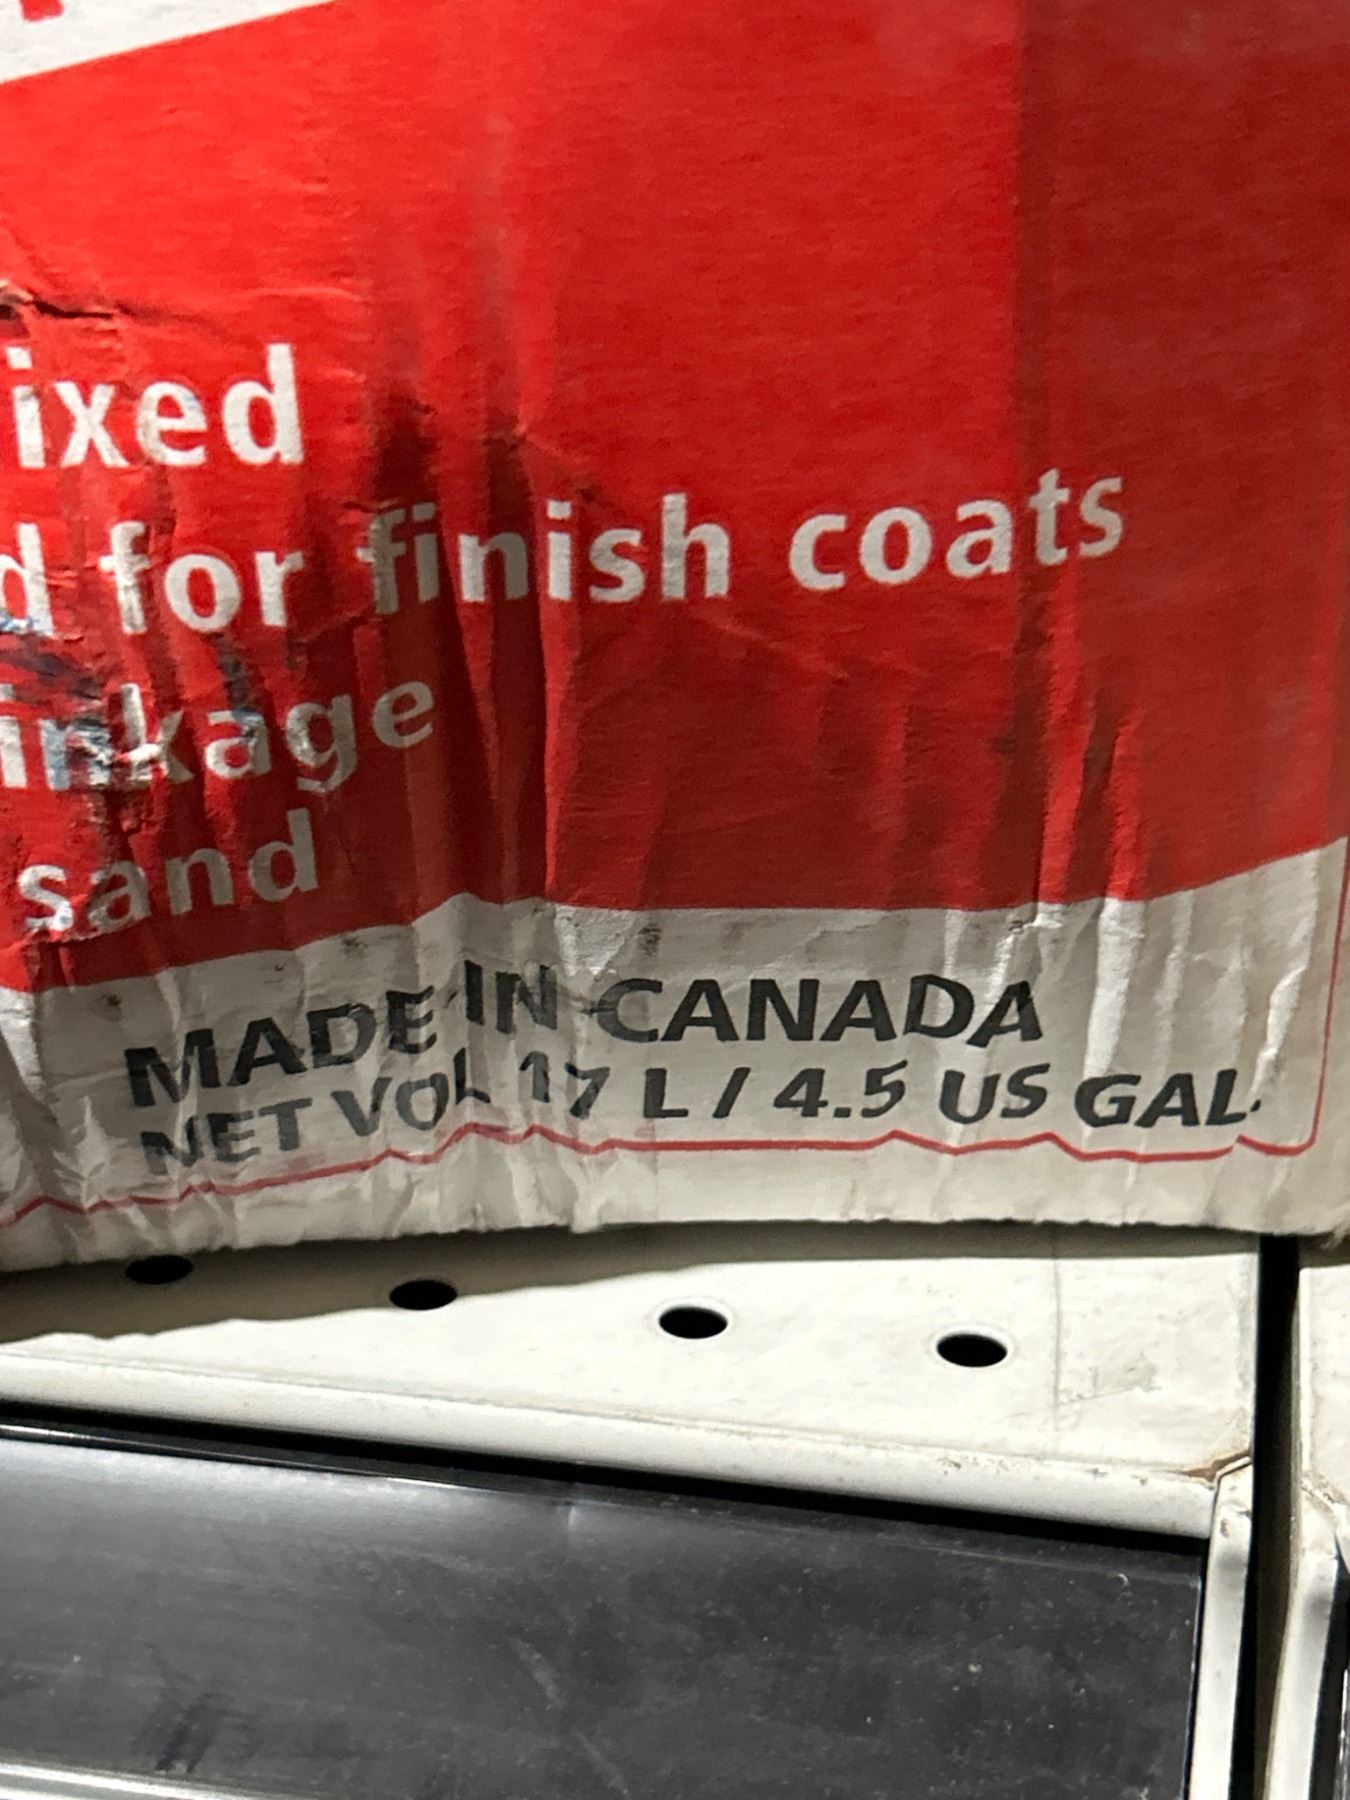 ixed
d for finish coats
inkage
sand
MADE IN CANADA
NET VOL 17 L / 4.5 US GAL.